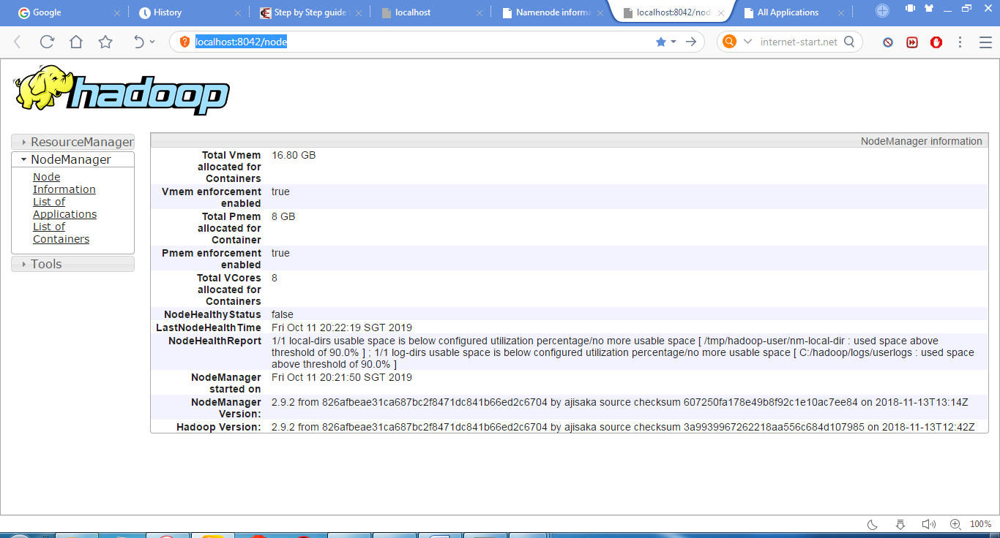 Google
History
Step by Step guide
localhost
Namenode informa
localhost:8042/nod
All Applications
localhost:8042/node
internet-start.net
hadoop
ResourceManager
NodeManager
Node
Information
List of
Applications
List of
Containers
Tools
NodeManager information
Total Vmem
allocated for
Containers
16.80 GB
Vmem enforcement
enabled
true
Total Pmem
allocated for
Container
8 GB
Pmem enforcement
enabled
true
Total VCores
allocated for
Containers
8
NodeHealthyStatus
false
LastNodeHealthTime
Fri Oct 11 20:22:19 SGT 2019
NodeHealthReport
1/1 local-dirs usable space is below configured utilization percentage/no more usable space [ /tmp/hadoop-user/nm-local-dir : used space above
threshold of 90.0% ] ; 1/1 log-dirs usable space is below configured utilization percentage/no more usable space [ C:/hadoop/logs/userlogs : used space
above threshold of 90.0% ]
NodeManager
started on
Fri Oct 11 20:21:50 SGT 2019
NodeManager
Version:
2.9.2 from 826afbeae31ca687bc2f8471dc841b66ed2c6704 by ajisaka source checksum 607250fa178e49b8f92c1e10ac7ee84 on 2018-11-13T13:14Z
Hadoop Version:
2.9.2 from 826afbeae31ca687bc2f8471dc841b66ed2c6704 by ajisaka source checksum 3a9939967262218aa556c684d107985 on 2018-11-13T12:42Z
100%